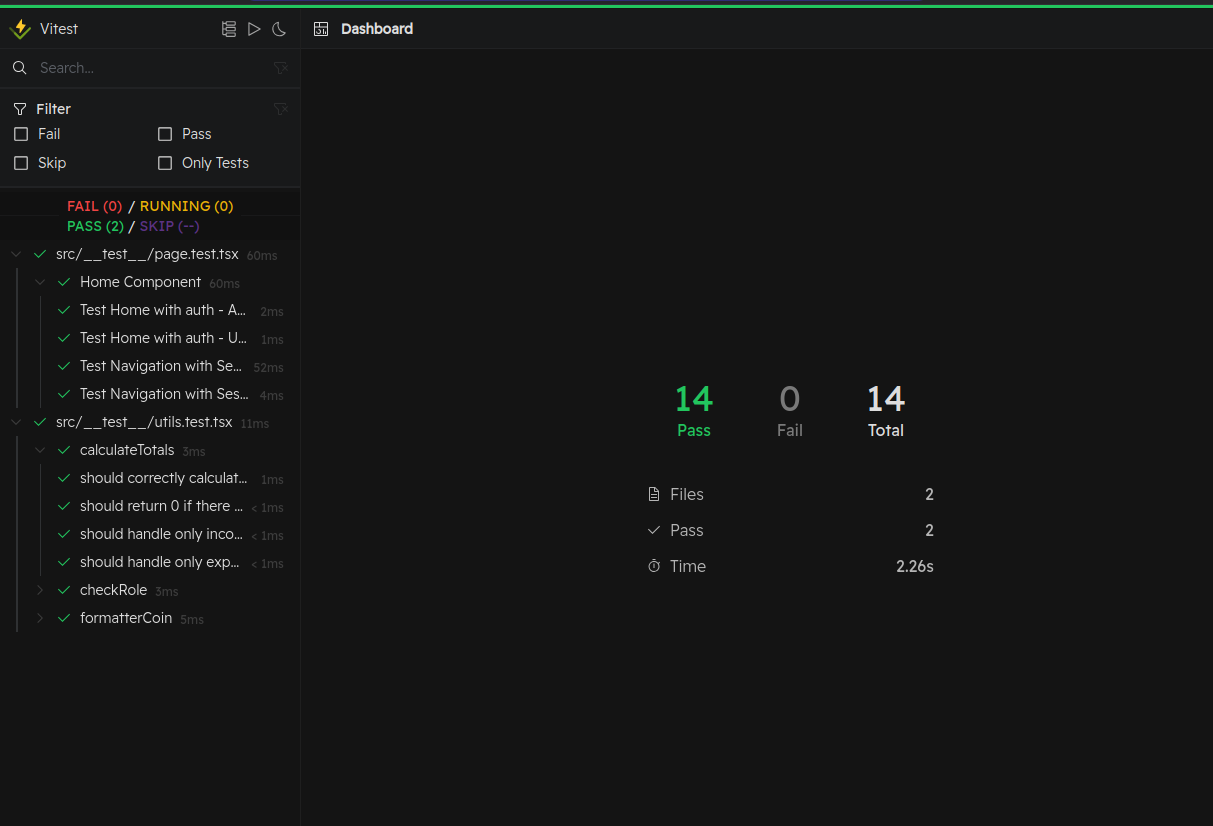 Vitest
Dashboard
Search...
Filter
Fail
Pass
Skip
Only Tests
FAIL (0) / RUNNING (0)
PASS (2) / SKIP (--)
src/__test__/page.test.tsx 60ms
Home Component 60ms
Test Home with auth - A... 2ms
Test Home with auth - U... 1ms
Test Navigation with Se... 52ms
Test Navigation with Ses... 4ms
src/__test__/utils.test.tsx 11ms
calculateTotals 3ms
should correctly calculat... 1ms
should return 0 if there ... < 1ms
should handle only inco... < 1ms
should handle only exp... < 1ms
checkRole 3ms
formatterCoin 5ms
14 0 14
Pass Fail Total
Files 2
Pass 2
Time 2.26s